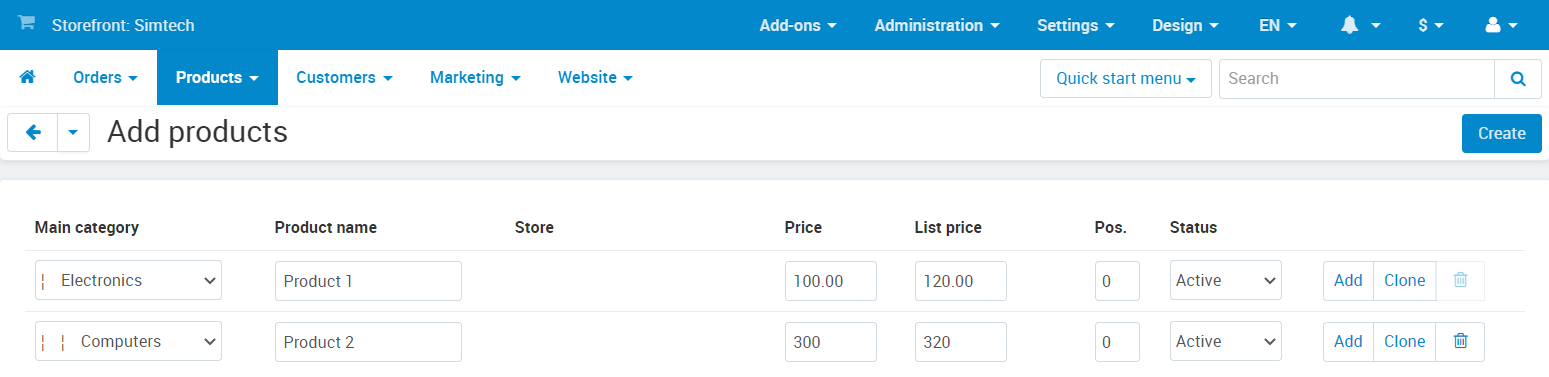 Storefront: Simtech Add-ons Administration Settings Design EN $
Orders Products Customers Marketing Website Quick start menu Search
Add products Create
Main category Product name Store Price List price Pos. Status
¦ Electronics Product 1 100.00 120.00 0 Active Add Clone
¦ ¦ Computers Product 2 300 320 0 Active Add Clone